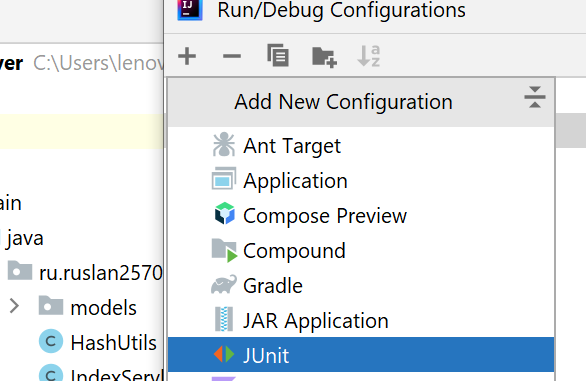 Run/Debug Configurations
ver C:\Users\lenov
Add New Configuration
Ant Target
Application
Compose Preview
Compound
Gradle
JAR Application
JUnit
ain
java
ru.ruslan2570
models
HashUtils
IndexServl